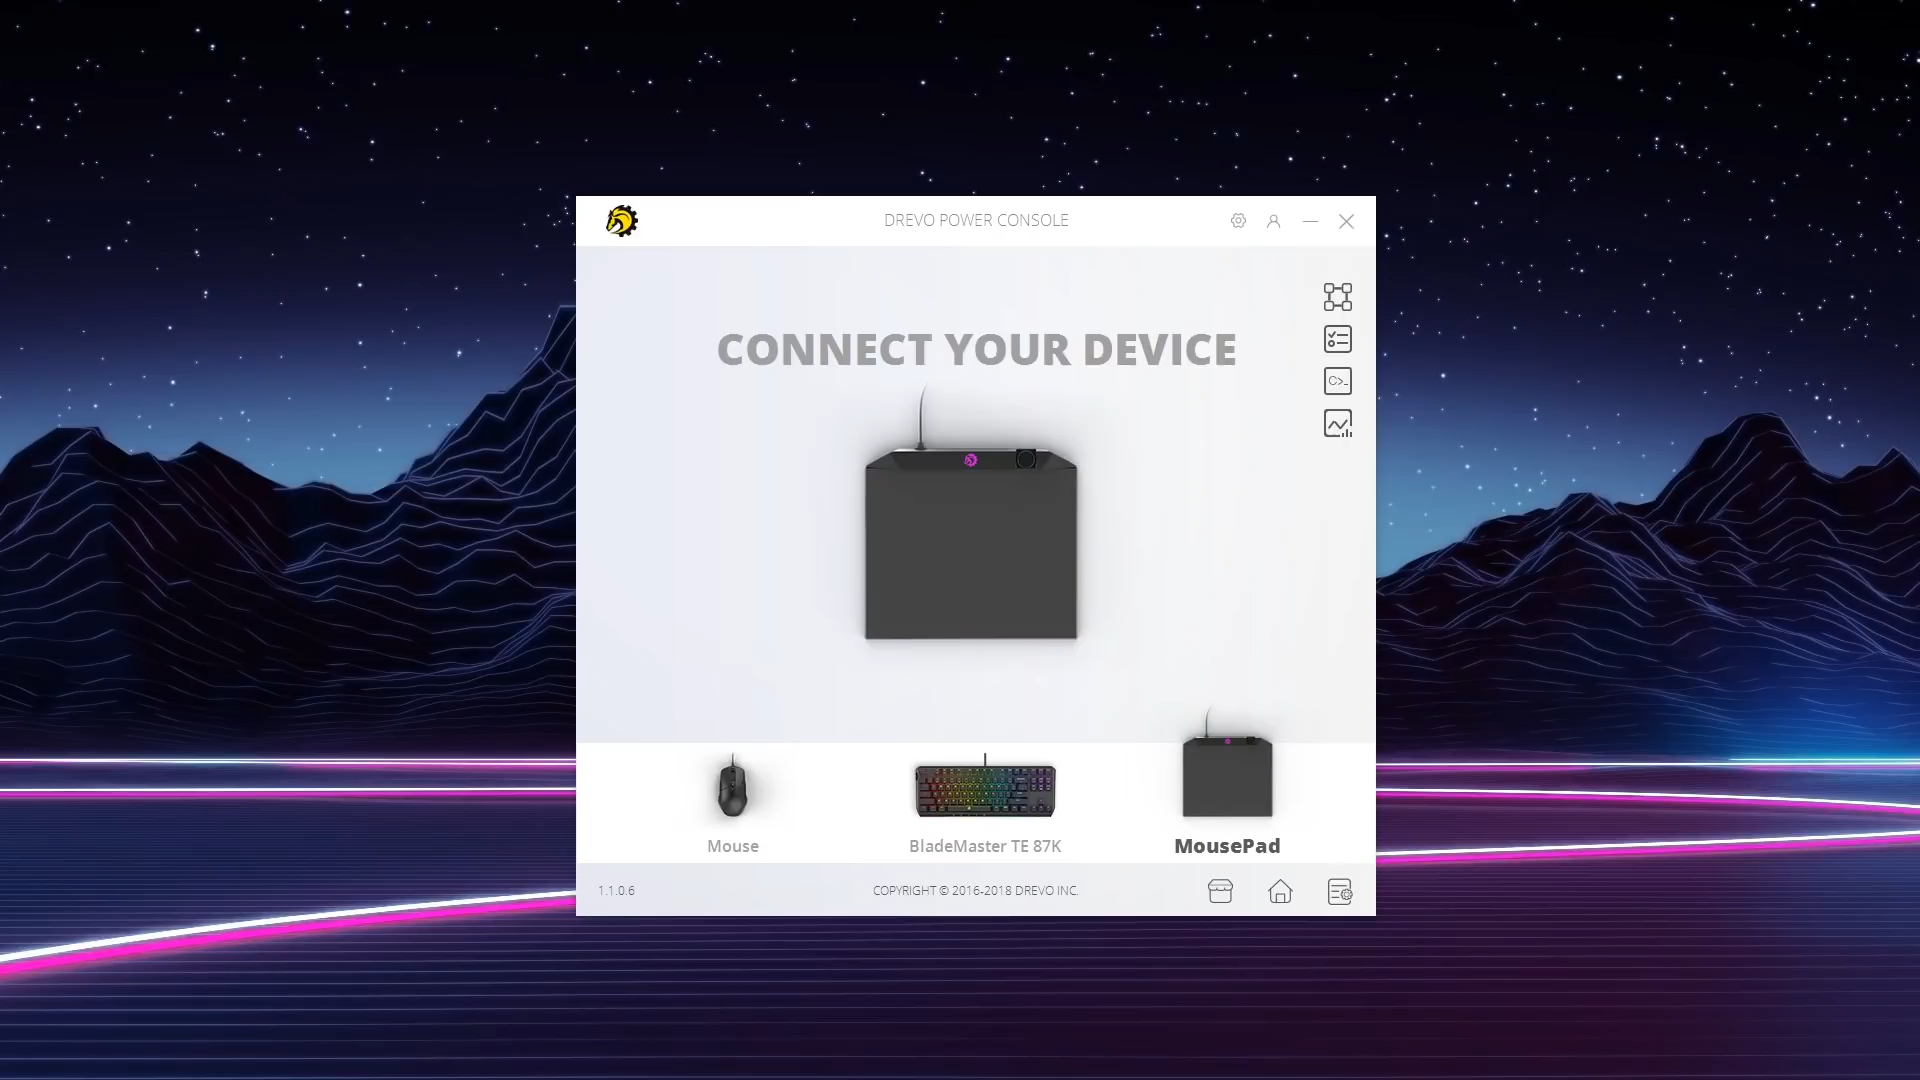 DREVO POWER CONSOLE
CONNECT YOUR DEVICE
C>_
Mouse
BladeMaster TE 87K
MousePad
1.1.0.6
COPYRIGHT © 2016-2018 DREVO INC.